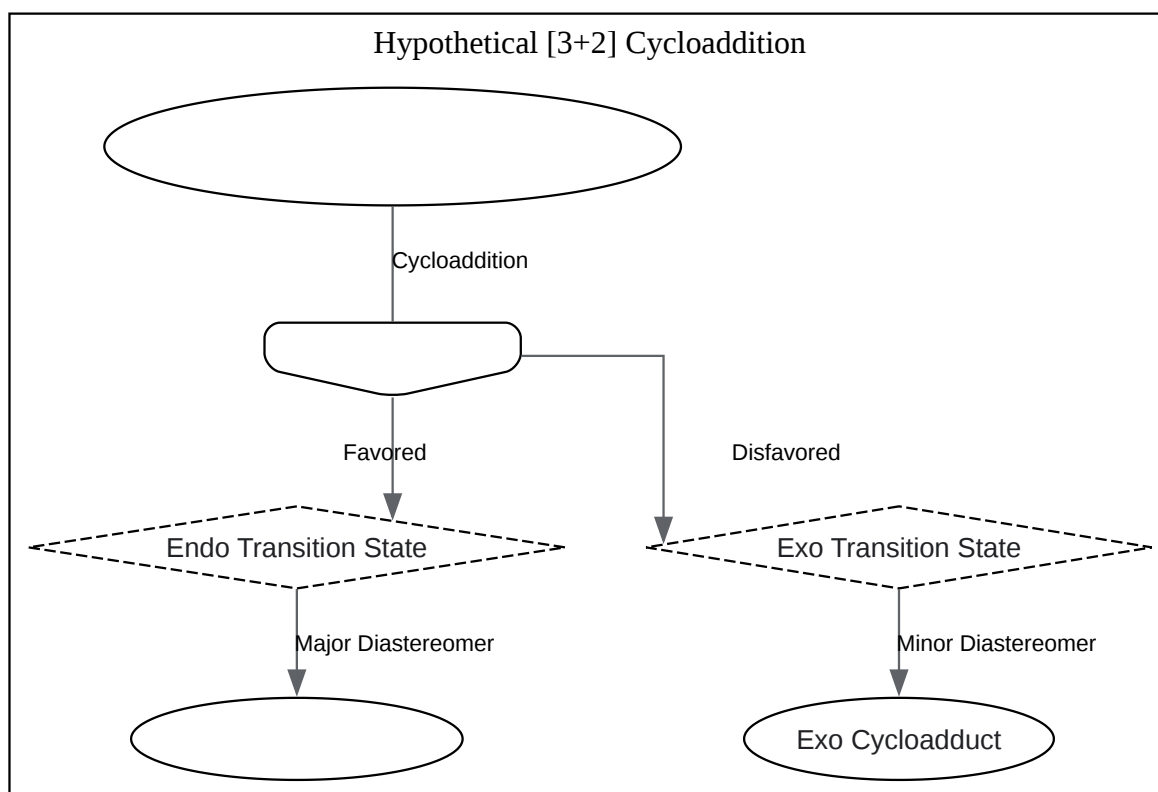 Hypothetical [3+2] Cycloaddition
Cycloaddition
Favored
Disfavored
Endo Transition State
Exo Transition State
Major Diastereomer
Minor Diastereomer
Exo Cycloadduct